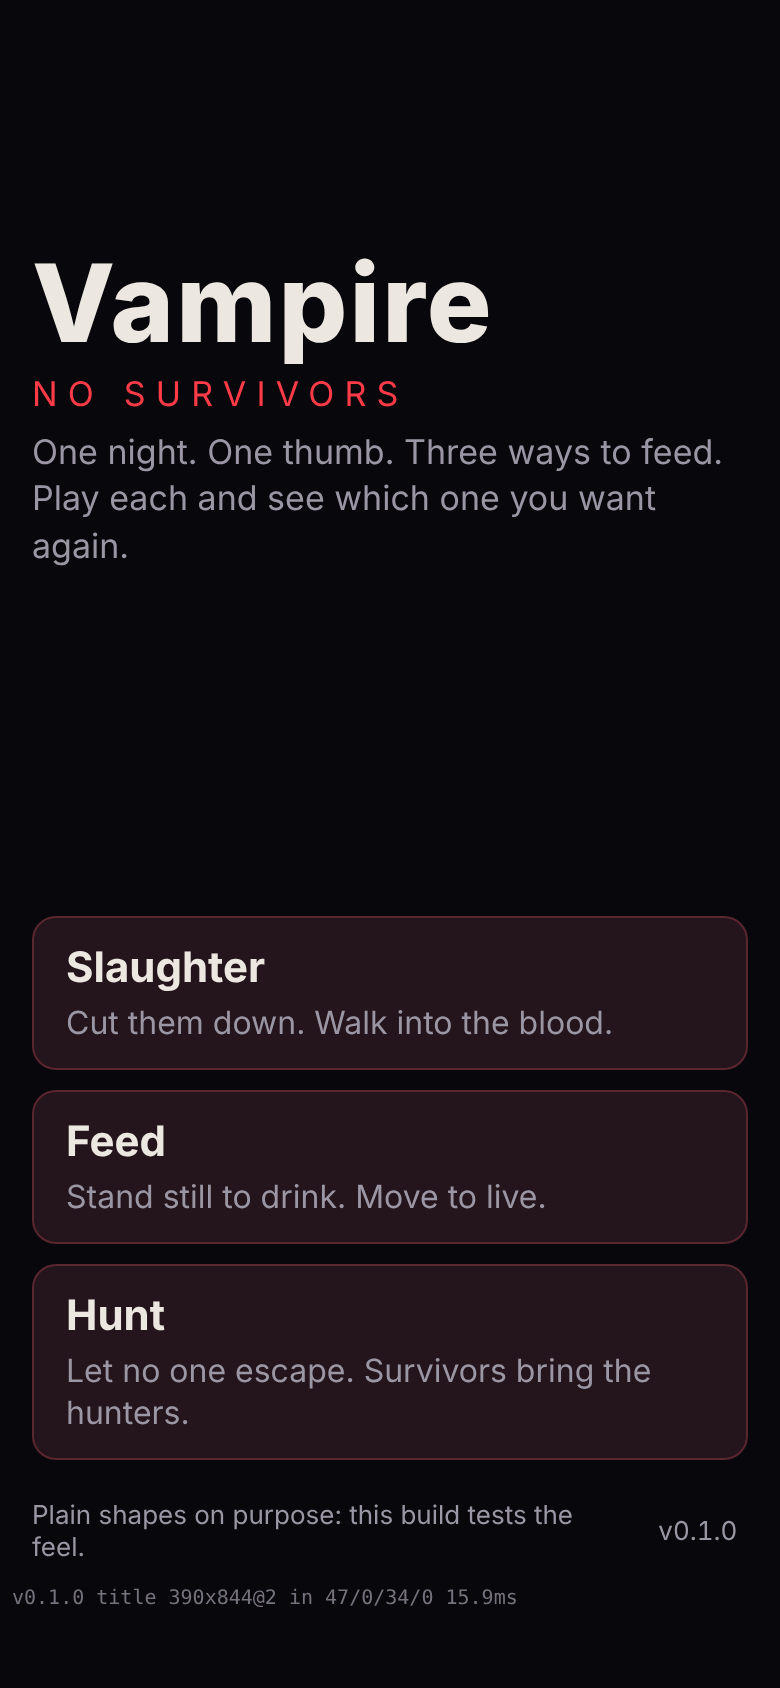 Vampire
NO SURVIVORS
One night. One thumb. Three ways to feed.
Play each and see which one you want
again.
Slaughter
Cut them down. Walk into the blood.
Feed
Stand still to drink. Move to live.
Hunt
Let no one escape. Survivors bring the
hunters.
Plain shapes on purpose: this build tests the
feel.
v0.1.0
v0.1.0 title 390x844@2 in 47/0/34/0 15.9ms